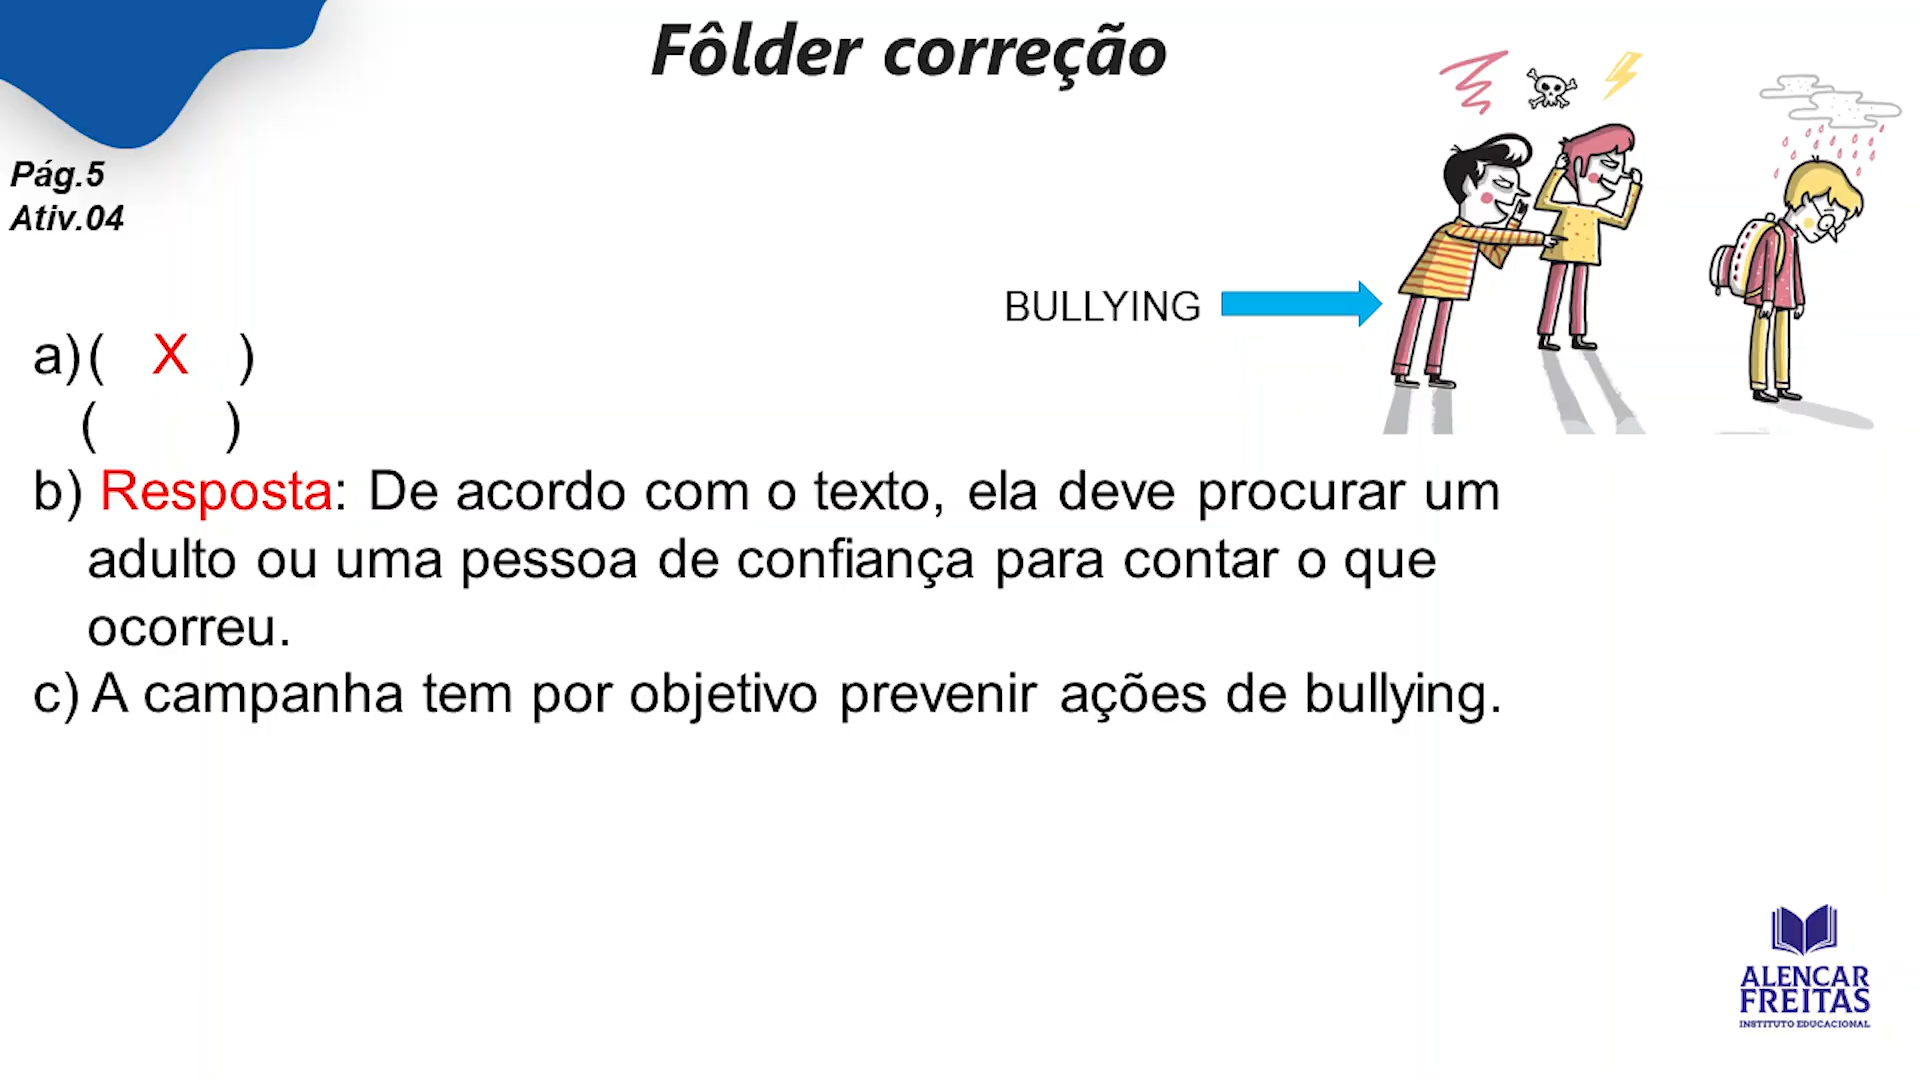 Fôlder correção
Pág.5
Ativ.04
BULLYING
a)( X )
( )
b) Resposta: De acordo com o texto, ela deve procurar um
adulto ou uma pessoa de confiança para contar o que
ocorreu.
c) A campanha tem por objetivo prevenir ações de bullying.
ALENCAR
FREITAS
INSTITUTO EDUCACIONAL